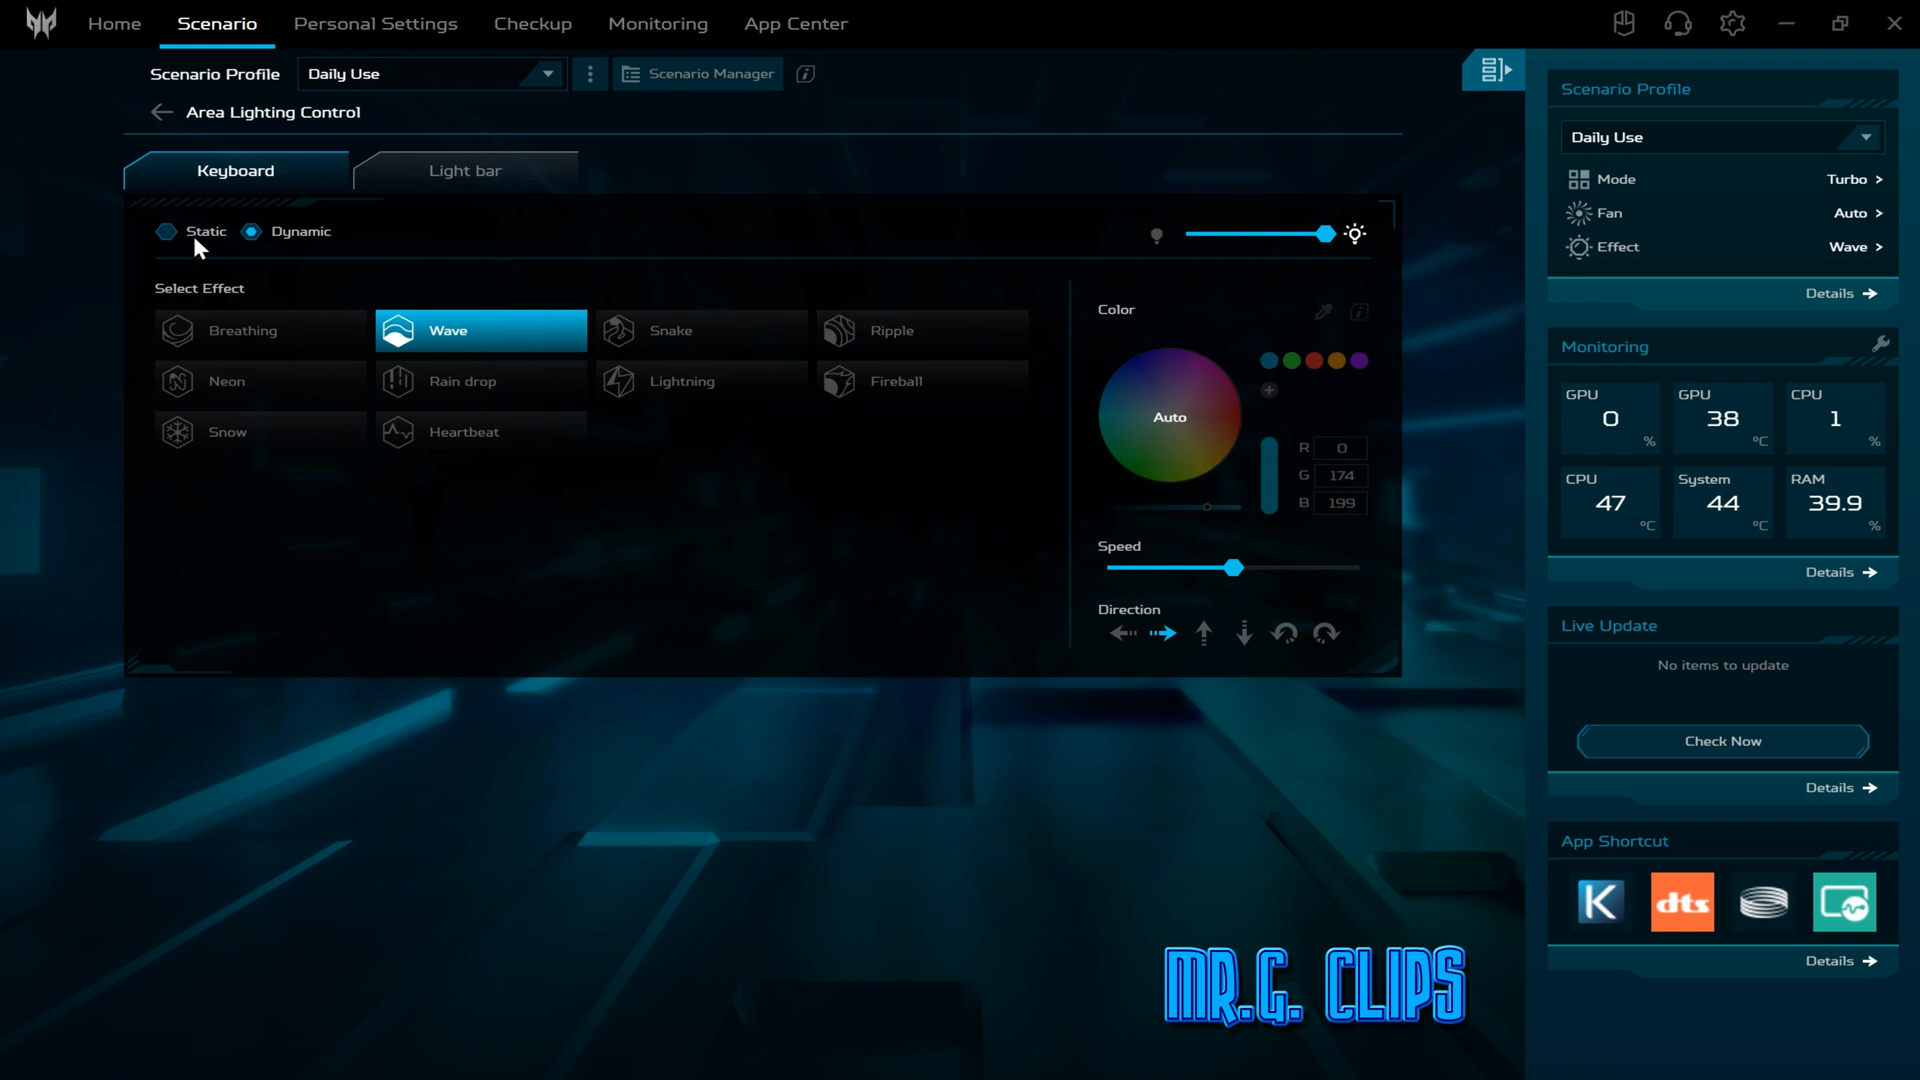 Home Scenario Personal Settings Checkup Monitoring App Center
Scenario Profile Daily Use Scenario Manager
Area Lighting Control
Keyboard Light bar
Static Dynamic
Select Effect
Breathing Wave Snake Ripple
Neon Rain drop Lightning Fireball
Snow Heartbeat
Color
Auto
R 0
G 174
B 199
Speed
Direction
Scenario Profile
Daily Use
Mode Turbo >
Fan Auto >
Effect Wave >
Details
Monitoring
GPU GPU CPU
0 38 1
% °C %
CPU System RAM
47 44 39.9
°C °C %
Details
Live Update
No items to update
Check Now
Details
App Shortcut
K dts
Details
MR.G. CLIPS